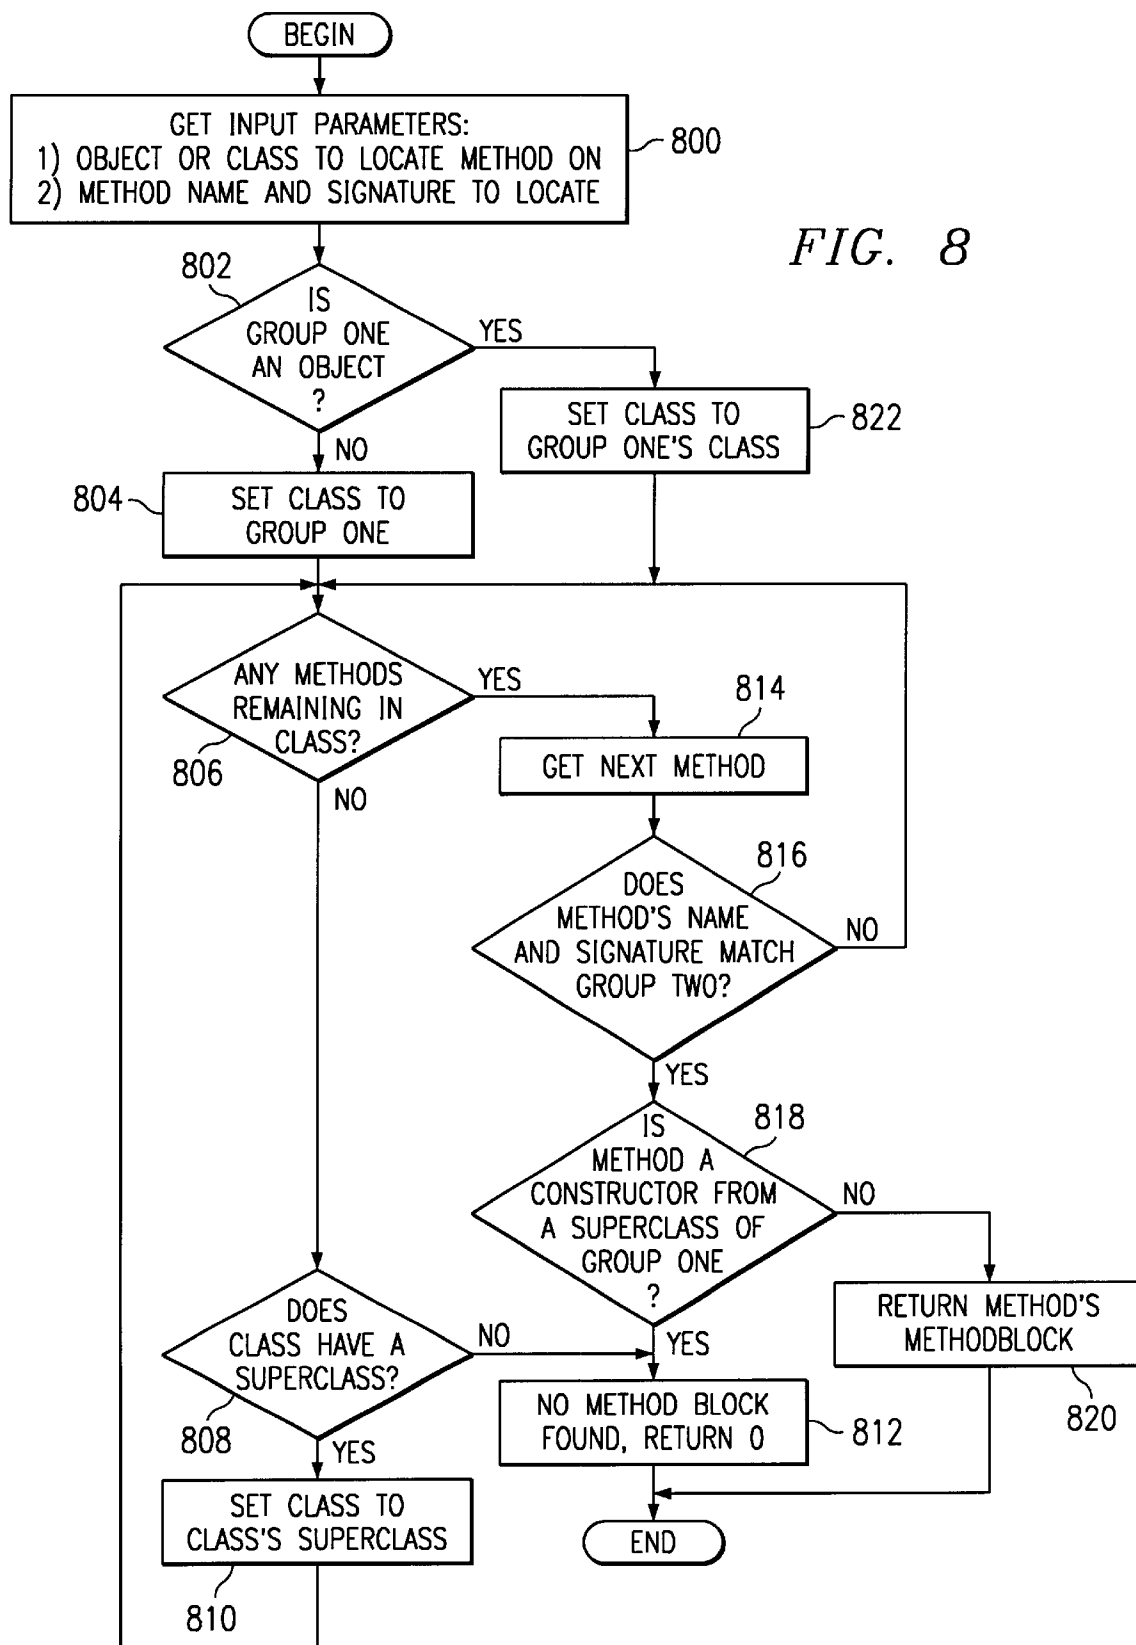 BEGIN
GET INPUT PARAMETERS:
1) OBJECT OR CLASS TO LOCATE METHOD ON
2) METHOD NAME AND SIGNATURE TO LOCATE
800
FIG. 8
802
IS
GROUP ONE
AN OBJECT
?
YES
NO
SET CLASS TO
GROUP ONE'S CLASS
822
804
SET CLASS TO
GROUP ONE
ANY METHODS
REMAINING IN
CLASS?
806
YES
NO
814
GET NEXT METHOD
816
DOES
METHOD'S NAME
AND SIGNATURE MATCH
GROUP TWO?
NO
YES
818
IS
METHOD A
CONSTRUCTOR FROM
A SUPERCLASS OF
GROUP ONE
?
NO
YES
RETURN METHOD'S
METHODBLOCK
820
DOES
CLASS HAVE A
SUPERCLASS?
808
NO
YES
NO METHOD BLOCK
FOUND, RETURN 0
812
SET CLASS TO
CLASS'S SUPERCLASS
810
END